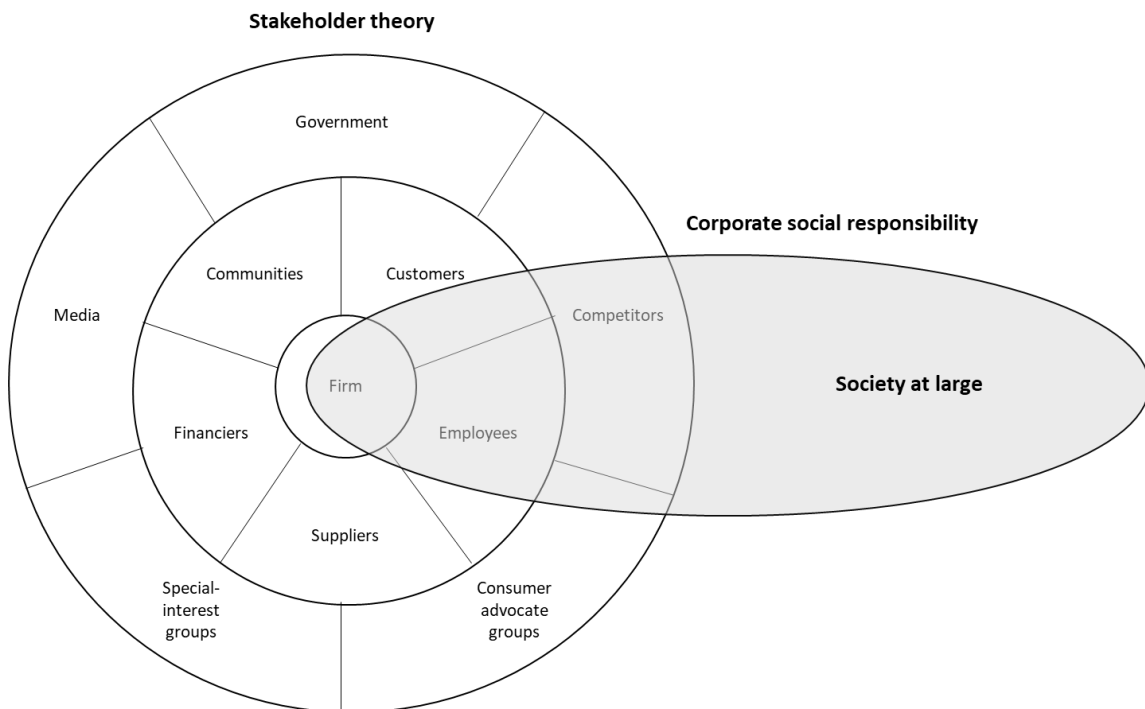 Stakeholder theory
Government
Corporate social responsibility
Communities
Customers
Media
Competitors
Firm
Society at large
Financiers
Employees
Suppliers
Special-
interest
groups
Consumer
advocate
groups